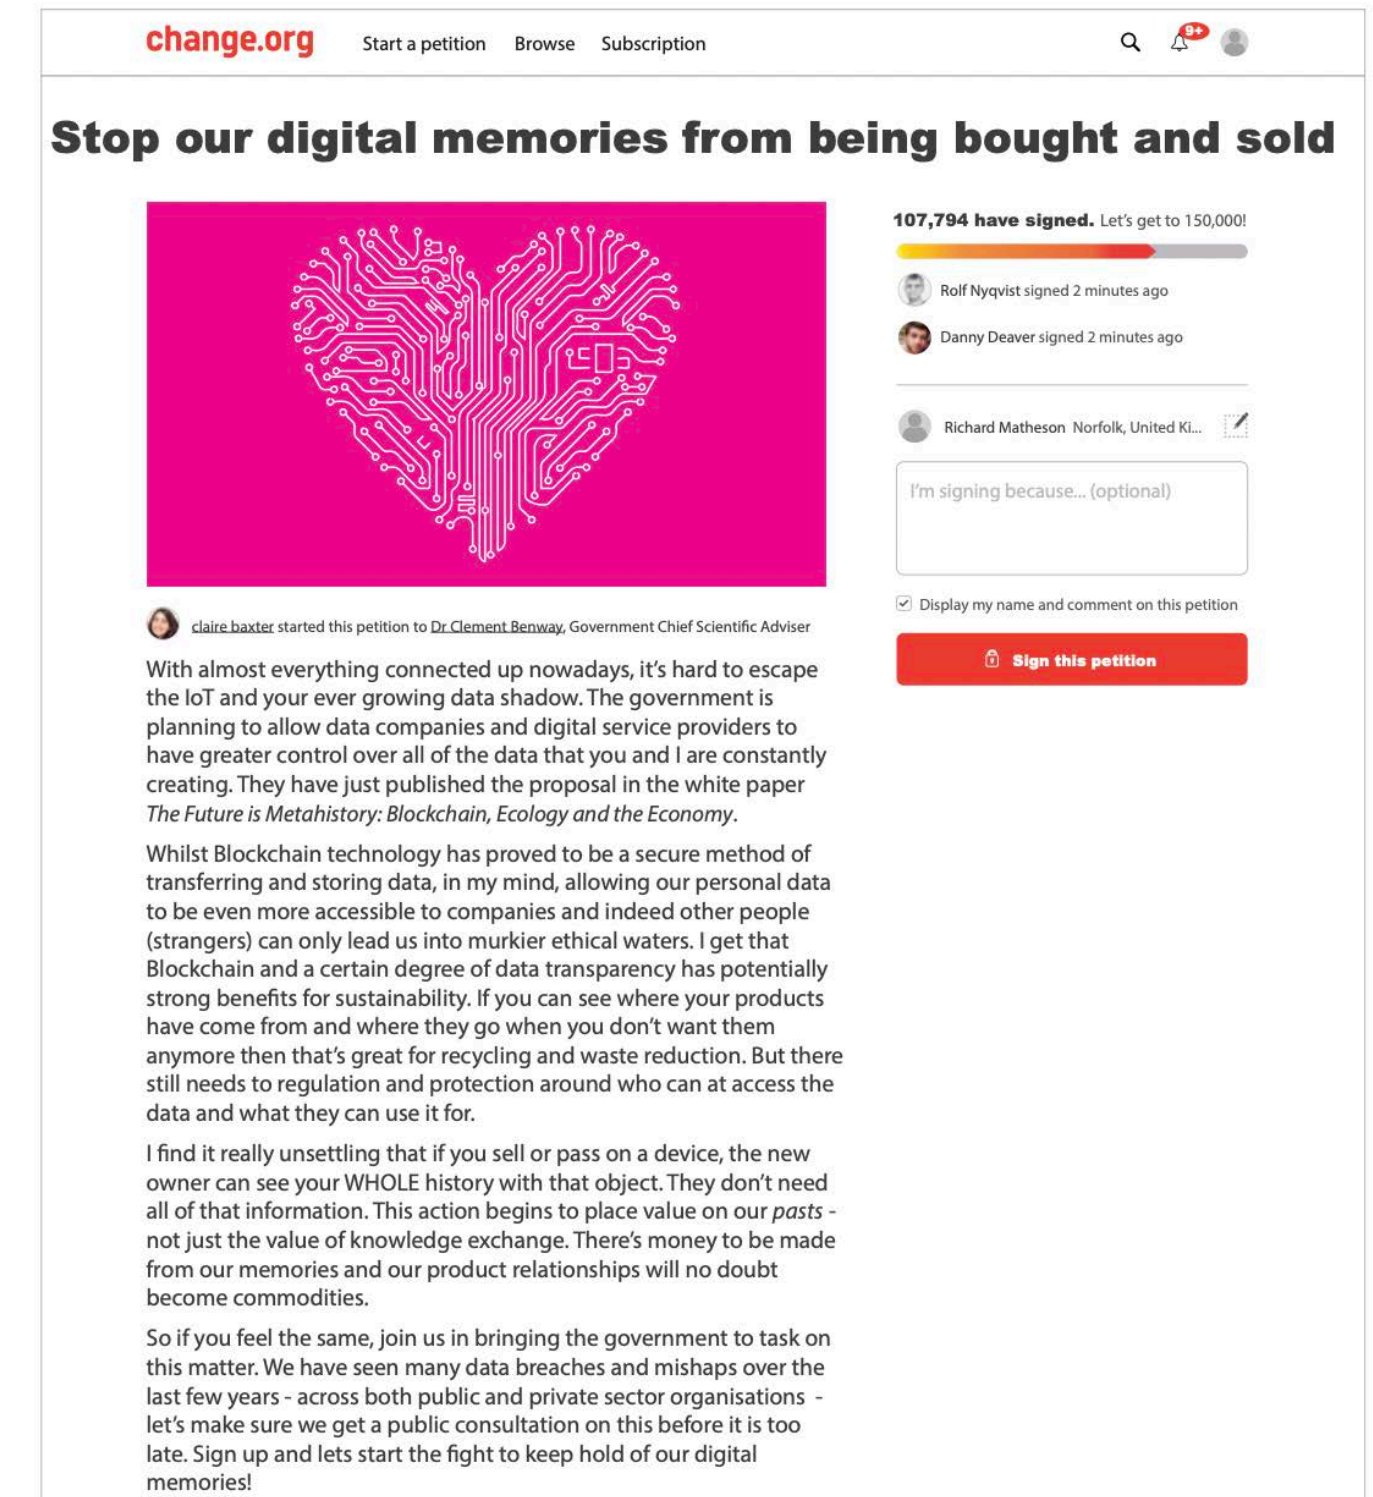 change.org Start a petition Browse Subscription 9+
Stop our digital memories from being bought and sold
107,794 have signed. Let's get to 150,000!
Rolf Nyqvist signed 2 minutes ago
Danny Deaver signed 2 minutes ago
Richard Matheson Norfolk, United Ki...
I'm signing because... (optional)
Display my name and comment on this petition
Sign this petition
claire baxter started this petition to Dr Clement Benway, Government Chief Scientific Adviser
With almost everything connected up nowadays, it's hard to escape
the IoT and your ever growing data shadow. The government is
planning to allow data companies and digital service providers to
have greater control over all of the data that you and I are constantly
creating. They have just published the proposal in the white paper
The Future is Metahistory: Blockchain, Ecology and the Economy.
Whilst Blockchain technology has proved to be a secure method of
transferring and storing data, in my mind, allowing our personal data
to be even more accessible to companies and indeed other people
(strangers) can only lead us into murkier ethical waters. I get that
Blockchain and a certain degree of data transparency has potentially
strong benefits for sustainability. If you can see where your products
have come from and where they go when you don't want them
anymore then that's great for recycling and waste reduction. But there
still needs to regulation and protection around who can at access the
data and what they can use it for.
I find it really unsettling that if you sell or pass on a device, the new
owner can see your WHOLE history with that object. They don't need
all of that information. This action begins to place value on our pasts -
not just the value of knowledge exchange. There's money to be made
from our memories and our product relationships will no doubt
become commodities.
So if you feel the same, join us in bringing the government to task on
this matter. We have seen many data breaches and mishaps over the
last few years - across both public and private sector organisations -
let's make sure we get a public consultation on this before it is too
late. Sign up and lets start the fight to keep hold of our digital
memories!